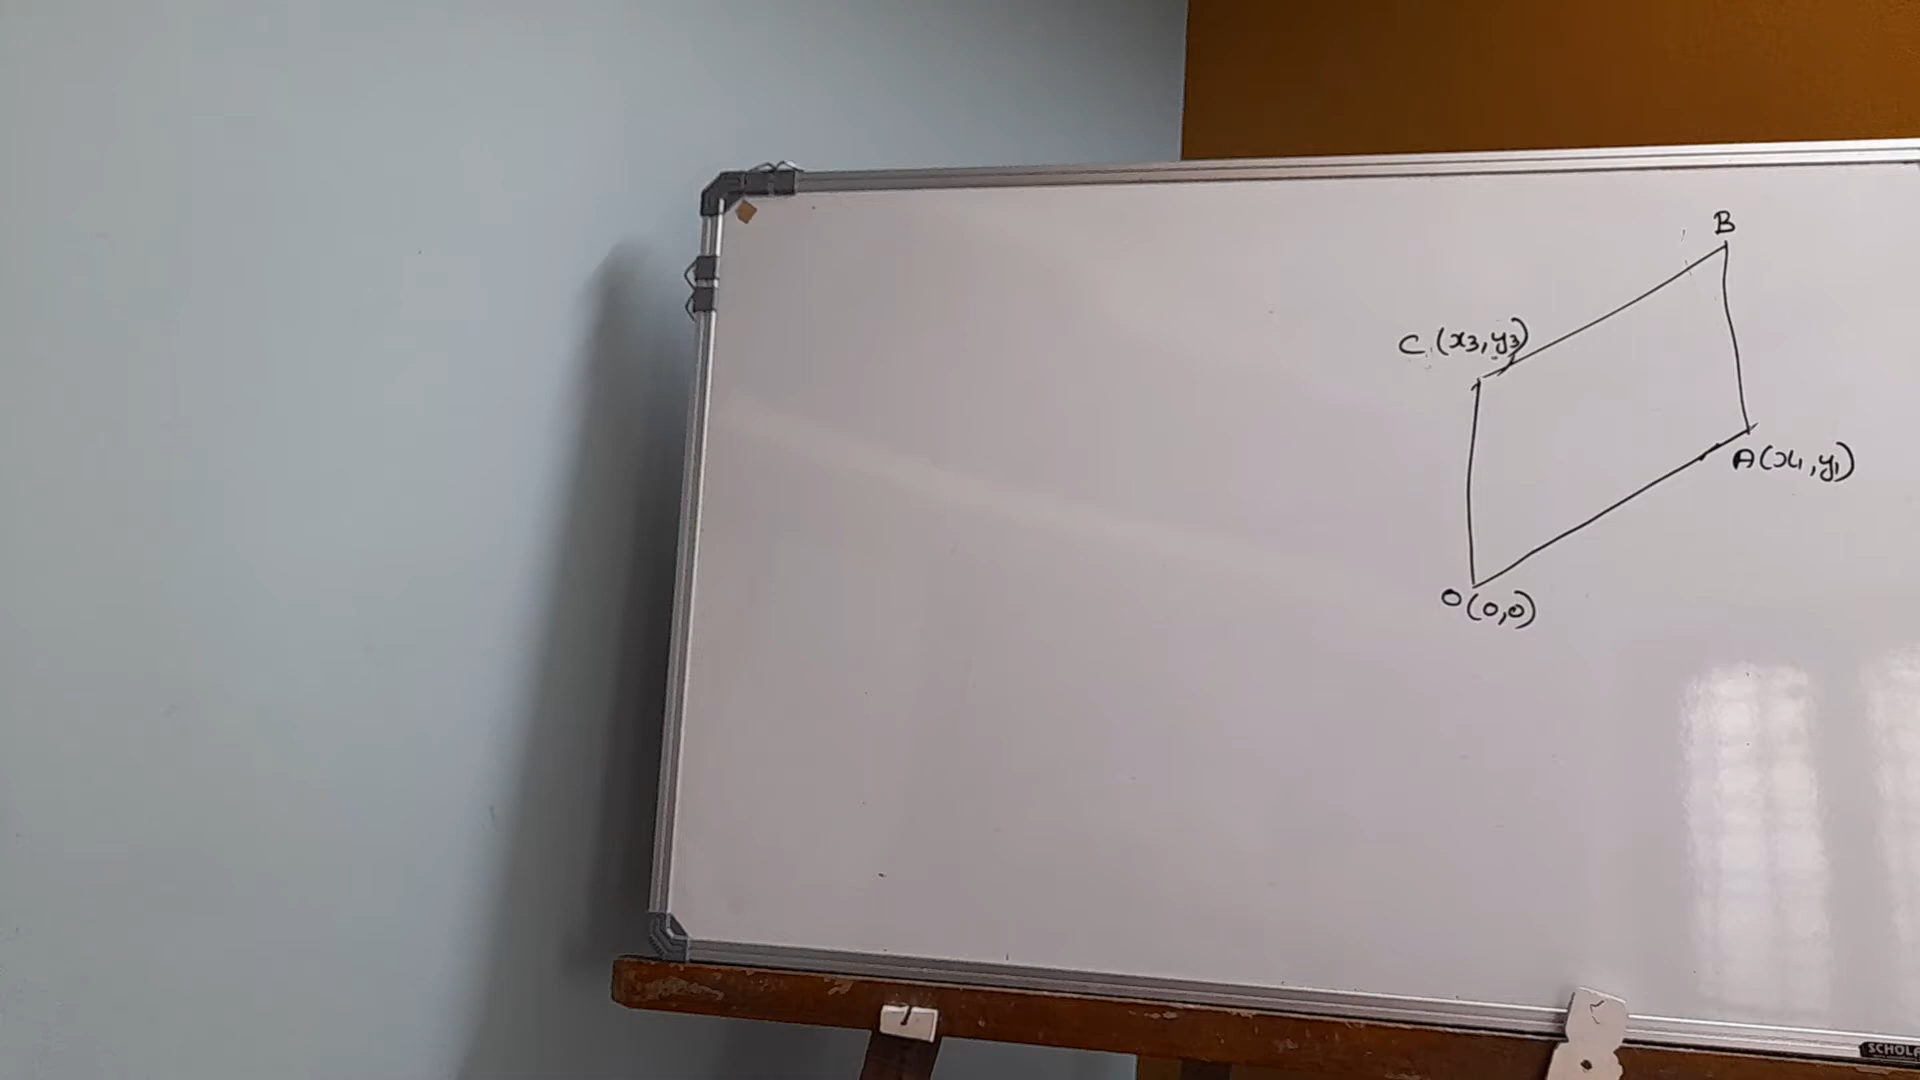 B
C (x3, y3)
A(x1, y1)
O(0,0)